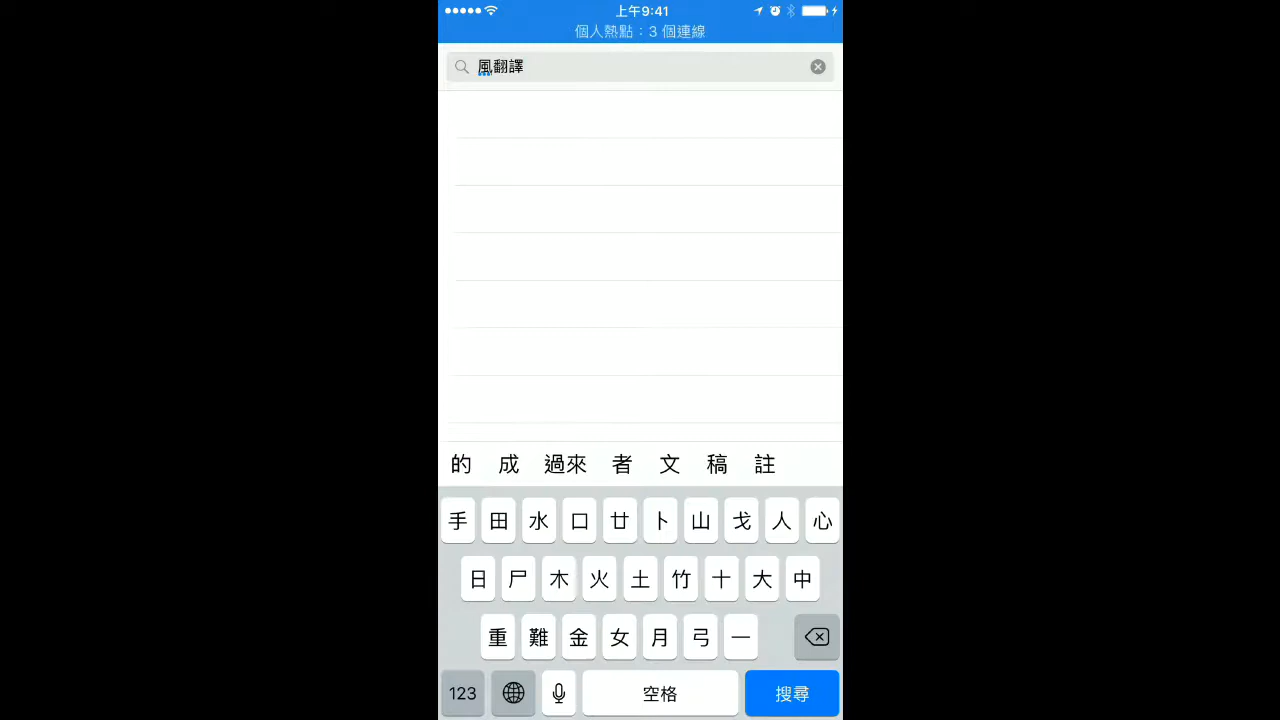 上午9:41
個人熱點：3 個連線
風翻譯
的 成 過來 者 文 稿 註
手 田 水 口 廿 卜 山 戈 人 心
日 尸 木 火 土 竹 十 大 中
重 難 金 女 月 弓 一
123 空格 搜尋